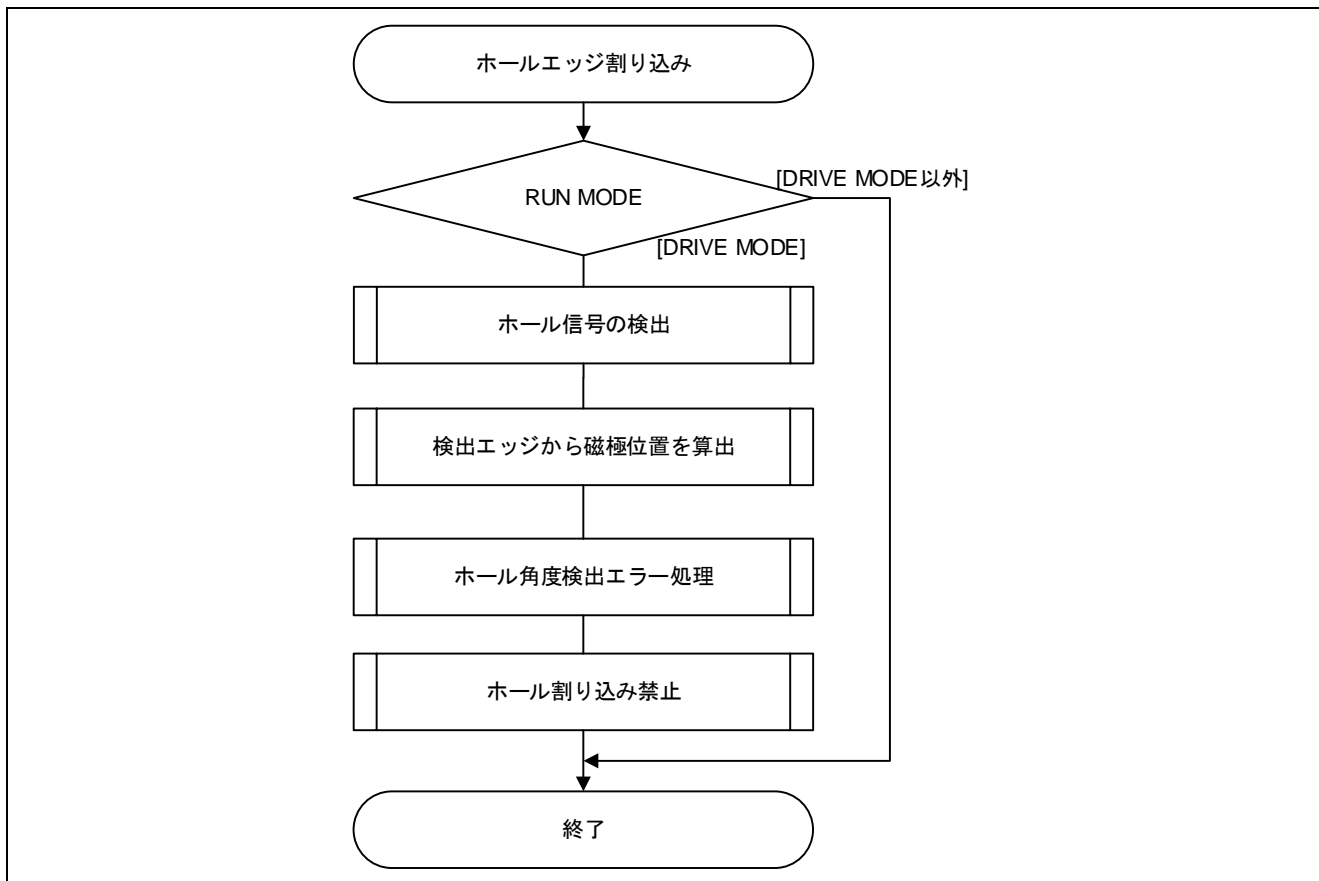 ホールエッジ割り込み
RUN MODE
[DRIVE MODE以外]
[DRIVE MODE]
ホール信号の検出
検出エッジから磁極位置を算出
ホール角度検出エラー処理
ホール割り込み禁止
終了